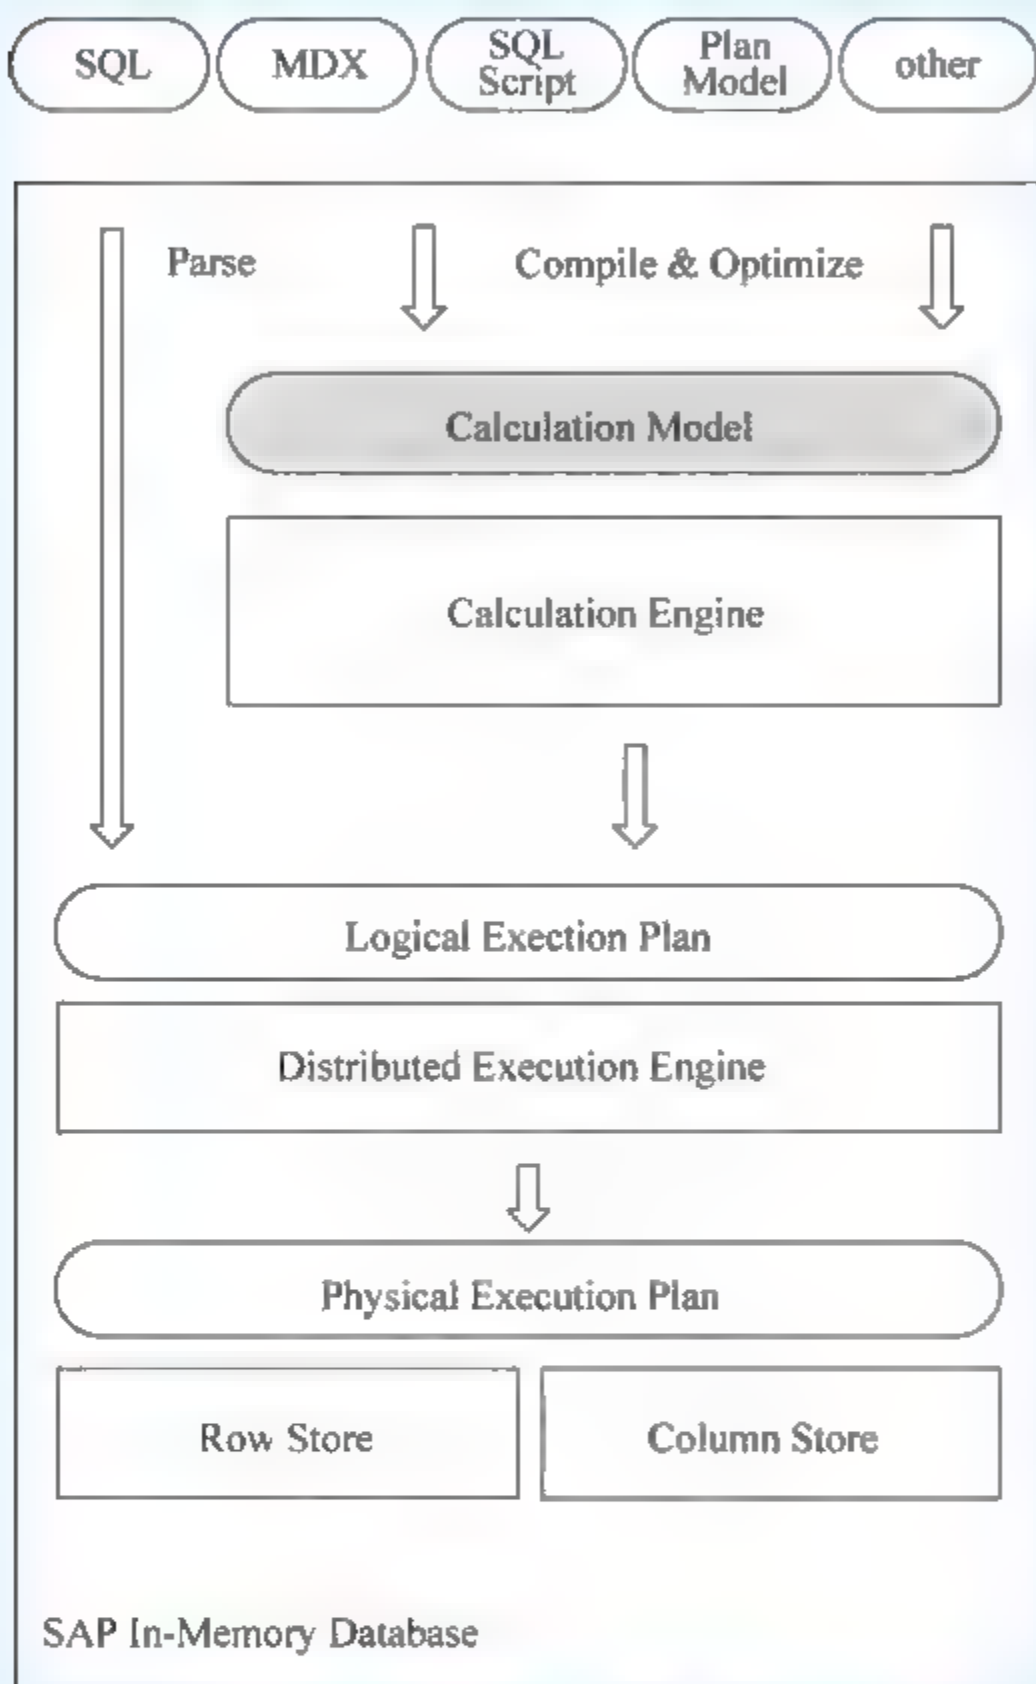 SQL
MDX
SQL
Script
Plan
Model
other
Parse
Compile & Optimize
Calculation Model
Calculation Engine
Logical Exection Plan
Distributed Execution Engine
Physical Execution Plan
Row Store
Column Store
SAP In-Memory Database